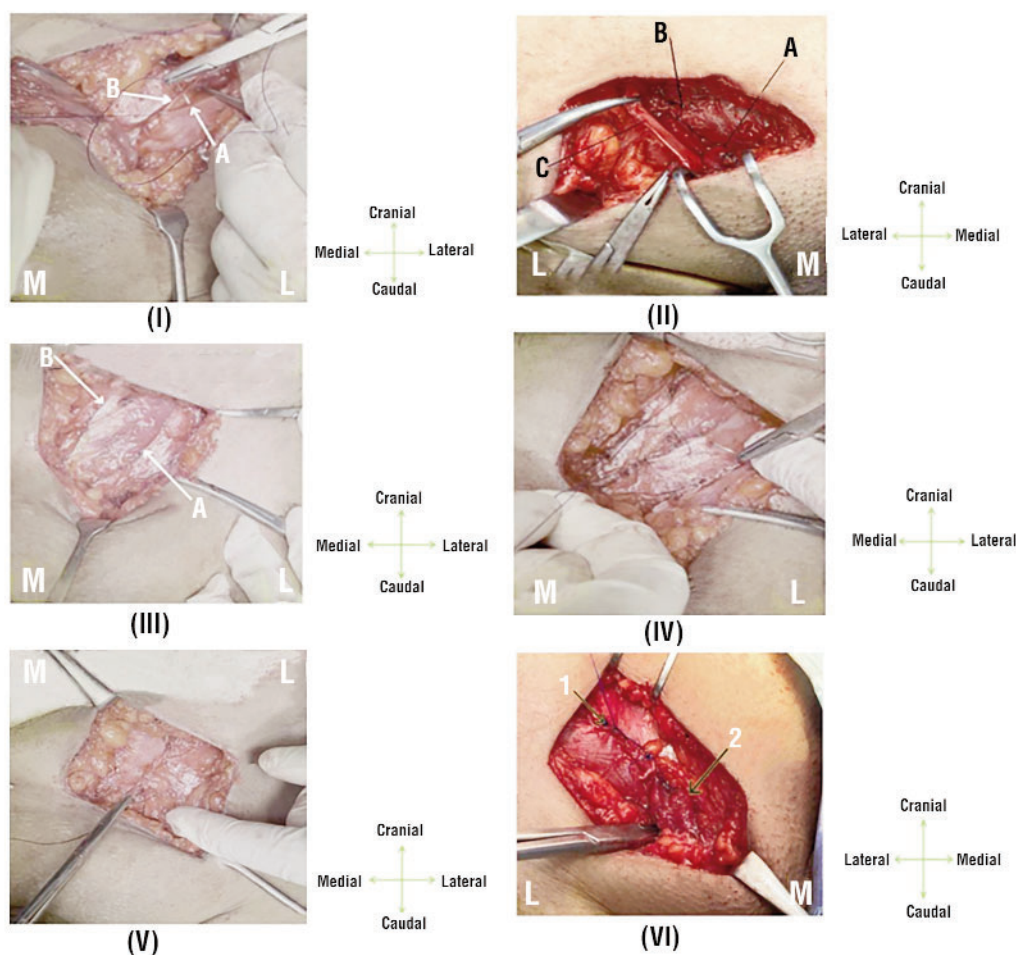 B
A
M
L
Cranial
Medial
Lateral
Caudal
(I)
B
A
C
L
M
Cranial
Lateral
Medial
Caudal
(II)
B
A
M
L
Cranial
Medial
Lateral
Caudal
(III)
M
L
Cranial
Medial
Lateral
Caudal
(IV)
M
L
Cranial
Medial
Lateral
Caudal
(V)
1
2
L
M
Cranial
Lateral
Medial
Caudal
(VI)